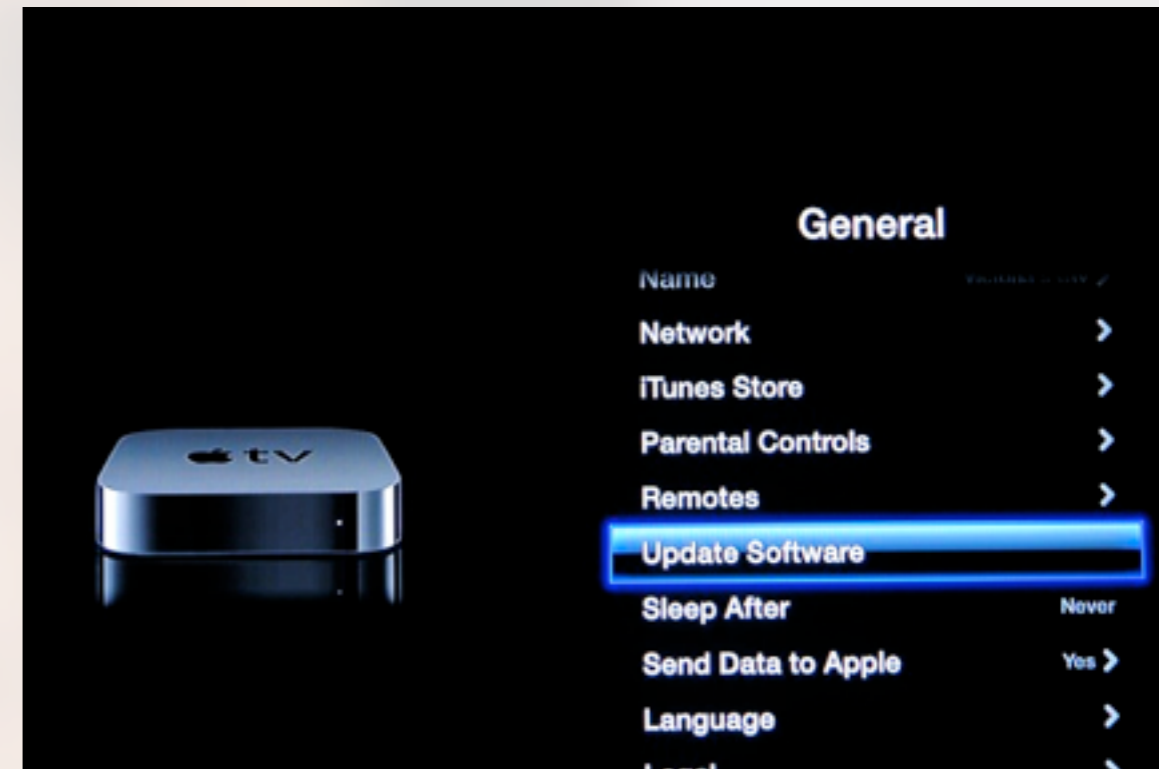 tv
General
Name
Network
iTunes Store
Parental Controls
Remotes
Update Software
Sleep After Never
Send Data to Apple Yes
Language